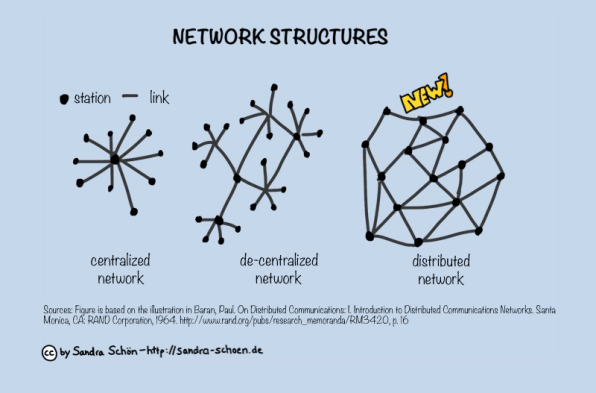 NETWORK STRUCTURES
NEW!
station
link
centralized
network
de-centralized
network
distributed
network
Sources: Figure is based on the illustration in Baran, Paul. On Distributed Communications: I. Introduction to Distributed Communications Networks. Santa
Monica, CA: RAND Corporation, 1964. http://www.rand.org/pubs/research_memoranda/RM3420, p. 16
cc by Sandra Schön – http://sandra-schoen.de